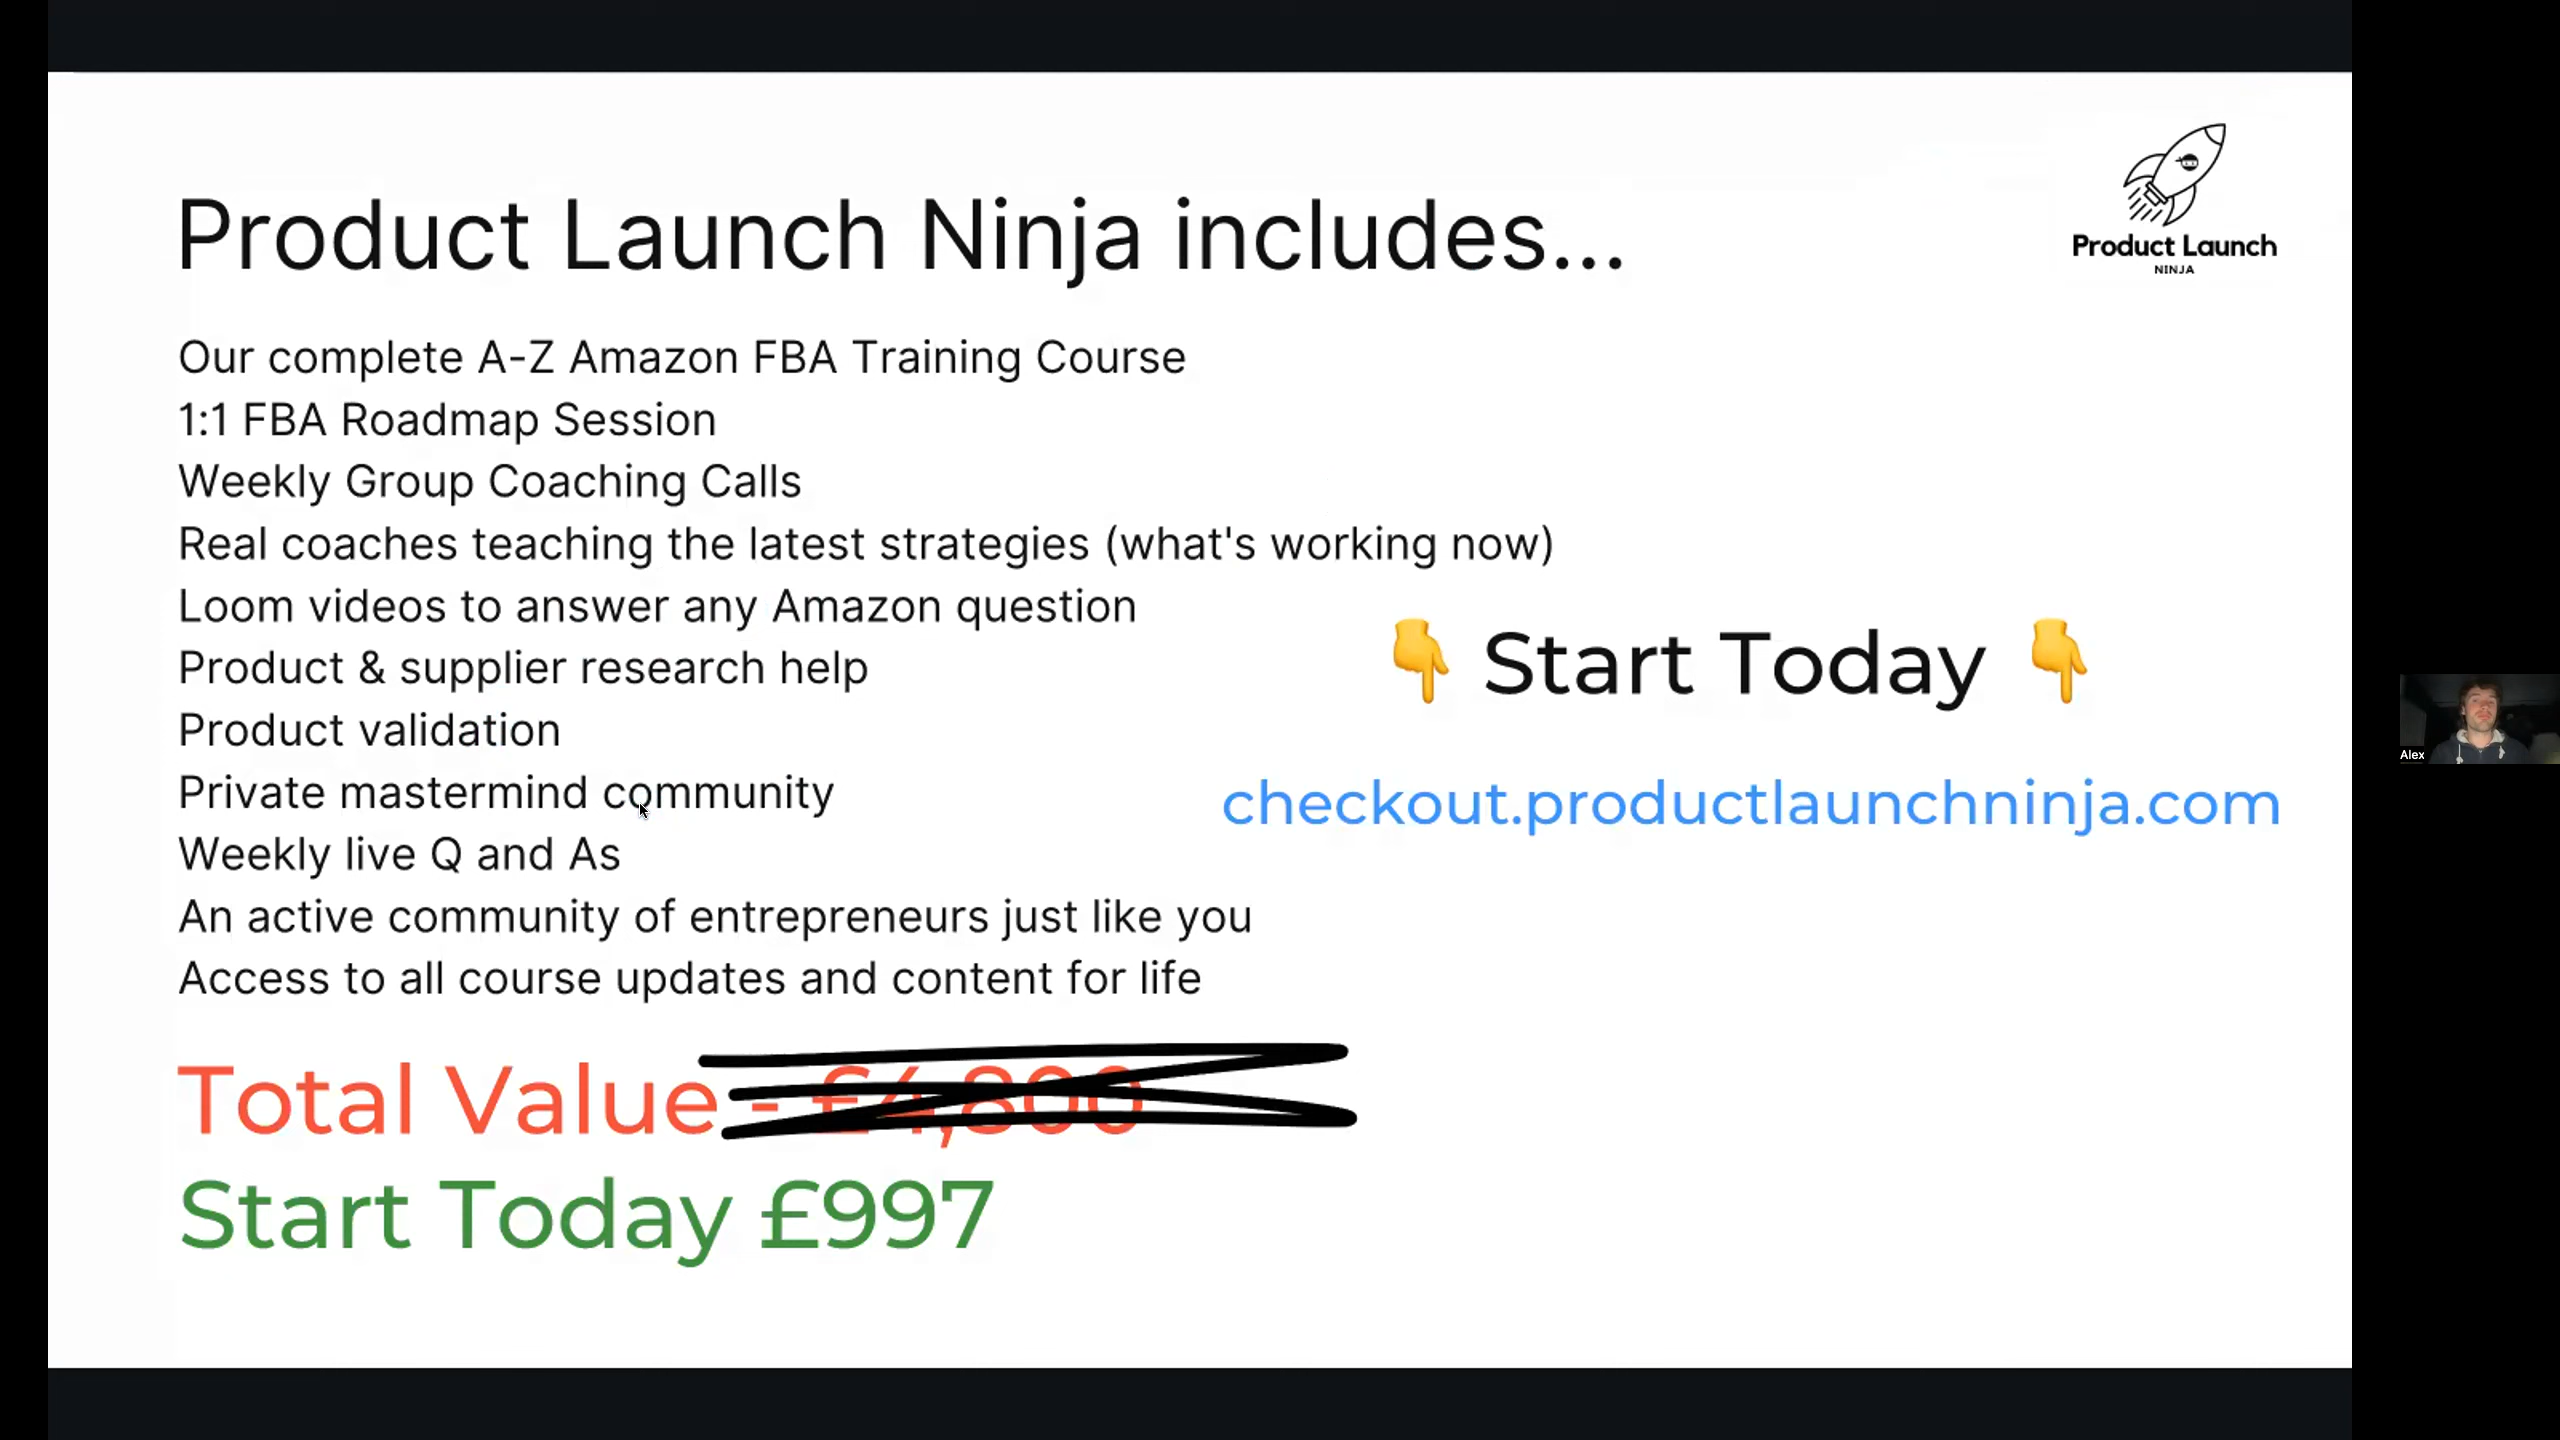 Product Launch Ninja includes...
Product Launch
NINJA
Our complete A-Z Amazon FBA Training Course
1:1 FBA Roadmap Session
Weekly Group Coaching Calls
Real coaches teaching the latest strategies (what's working now)
Loom videos to answer any Amazon question
Product & supplier research help
Product validation
Private mastermind community
Weekly live Q and As
An active community of entrepreneurs just like you
Access to all course updates and content for life
👇 Start Today 👇
checkout.productlaunchninja.com
Total Value - £4,800
Start Today £997
Alex